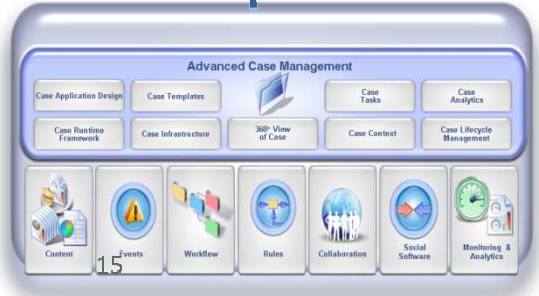 Advanced Case Management
Case Application Design
Case Templates
Case
Tasks
Case
Analytics
Case Runtime
Framework
Case Infrastructure
360° View
of Case
Case Context
Case Lifecycle
Management
Content
Events
Workflow
Rules
Collaboration
Social
Software
Monitoring &
Analytics
15